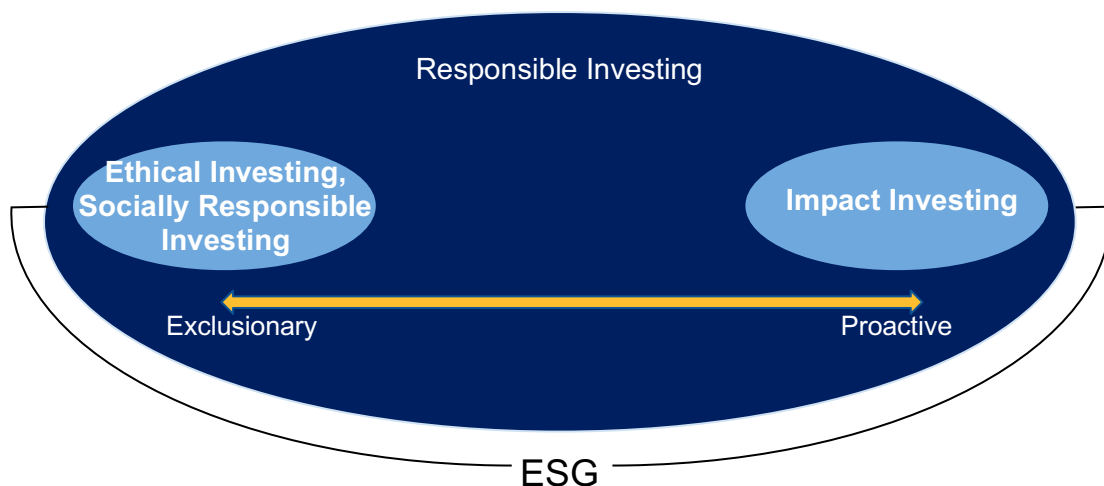 Responsible Investing
Ethical Investing,
Socially Responsible
Investing
Impact Investing
Exclusionary
Proactive
ESG